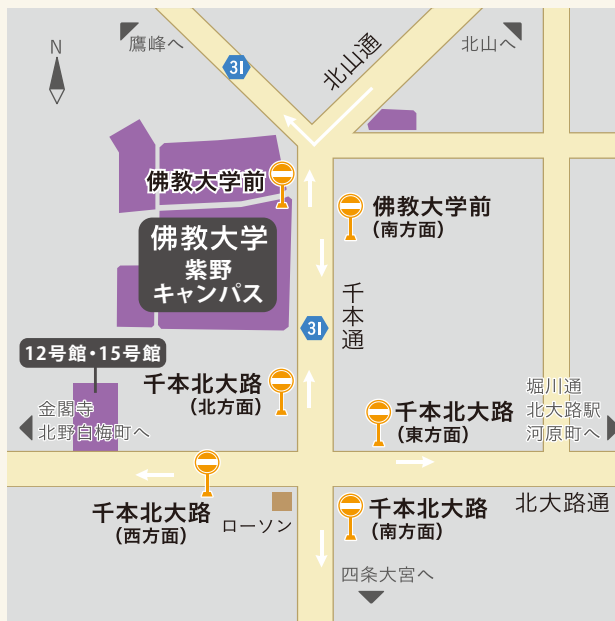 N
鷹峰へ
31
北山通
北山へ
佛教大学前
佛教大学前
(南方面)
佛教大学
紫野
キャンパス
31
千本通
12号館・15号館
千本北大路
(北方面)
金閣寺
北野白梅町へ
千本北大路
(東方面)
堀川通
北大路駅
河原町へ
千本北大路
(西方面)
ローソン
千本北大路
(南方面)
北大路通
四条大宮へ